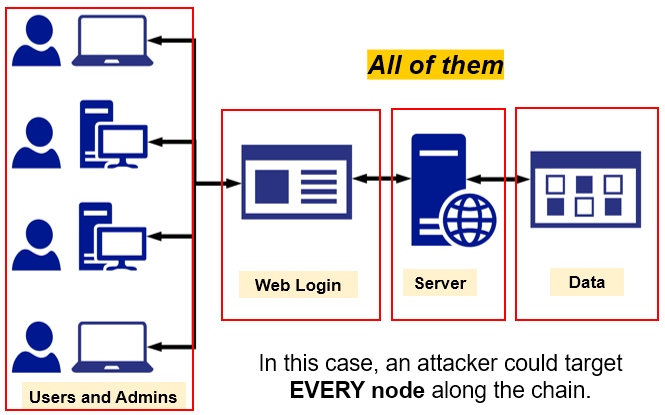 All of them
Web Login
Server
Data
Users and Admins
In this case, an attacker could target
EVERY node along the chain.